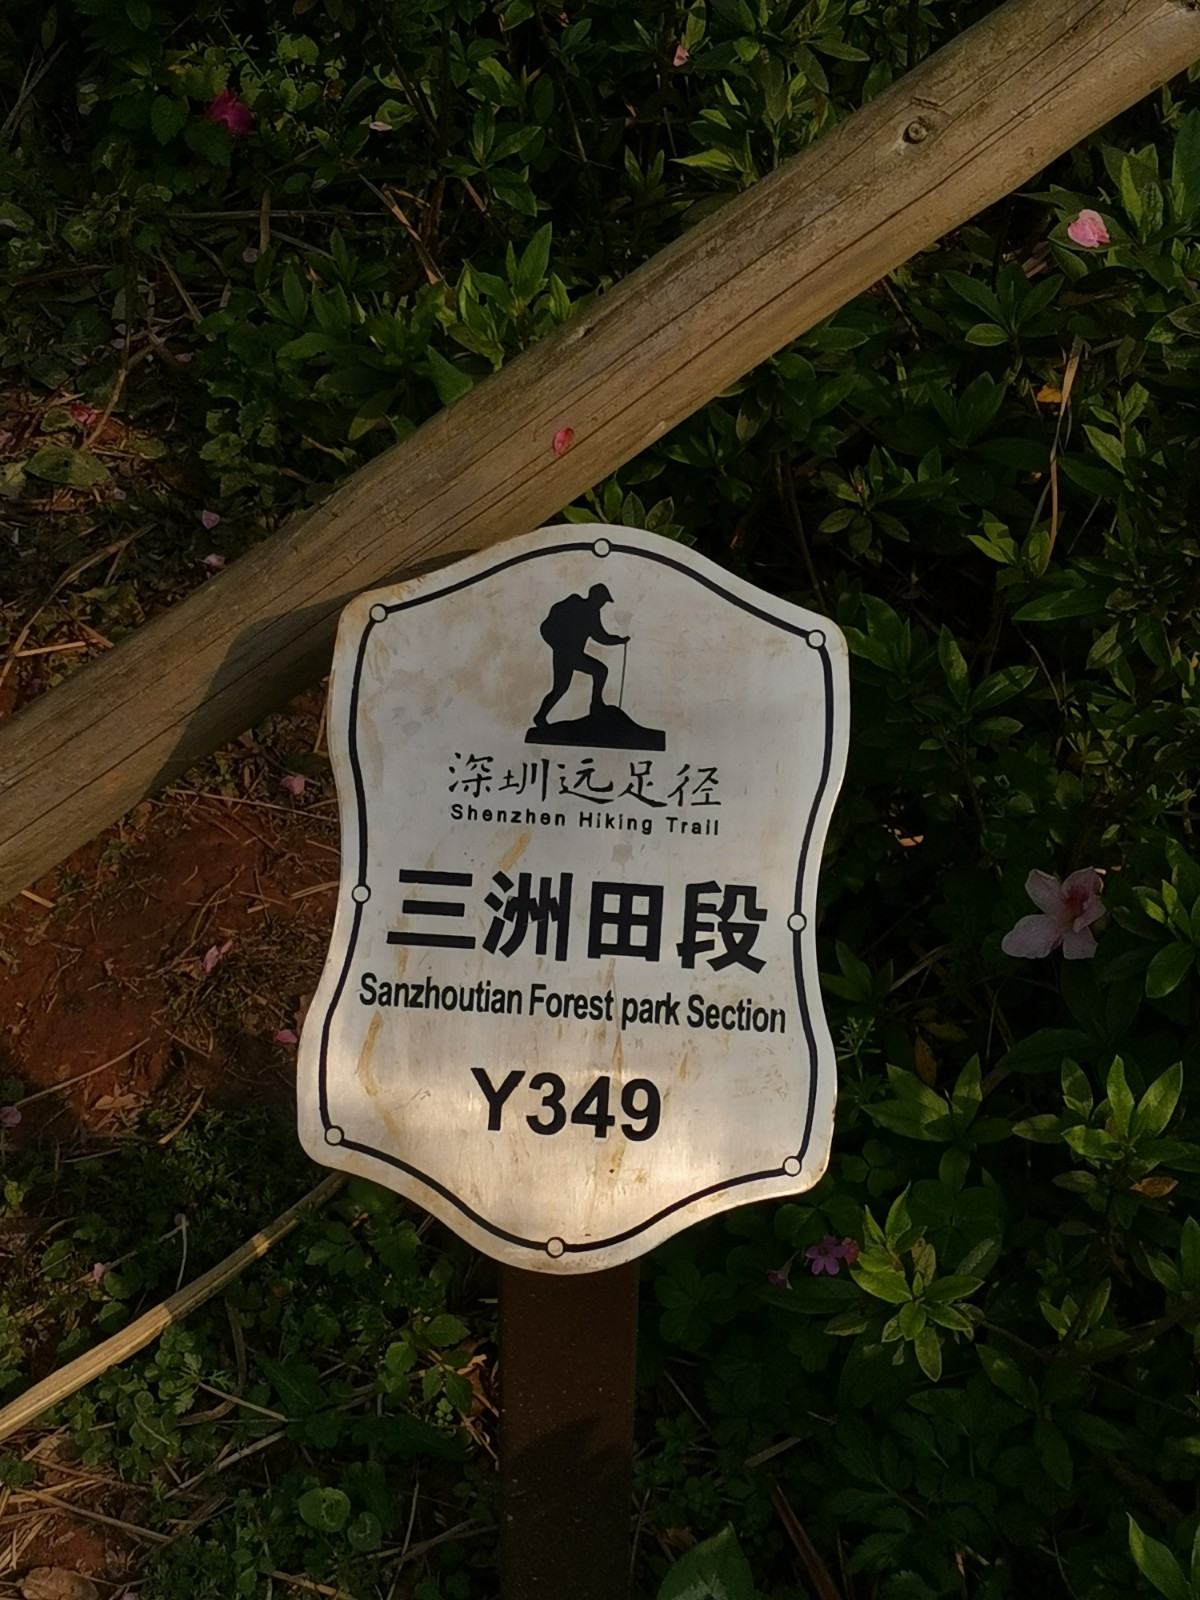 深圳远足径
Shenzhen Hiking Trail
三洲田段
Sanzhoutian Forest park Section
Y349